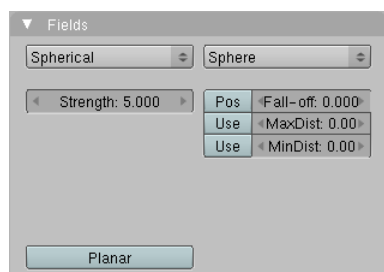 Fields
Spherical Sphere
Strength: 5.000 Pos Fall-off: 0.000
Use MaxDist: 0.00
Use MinDist: 0.00
Planar